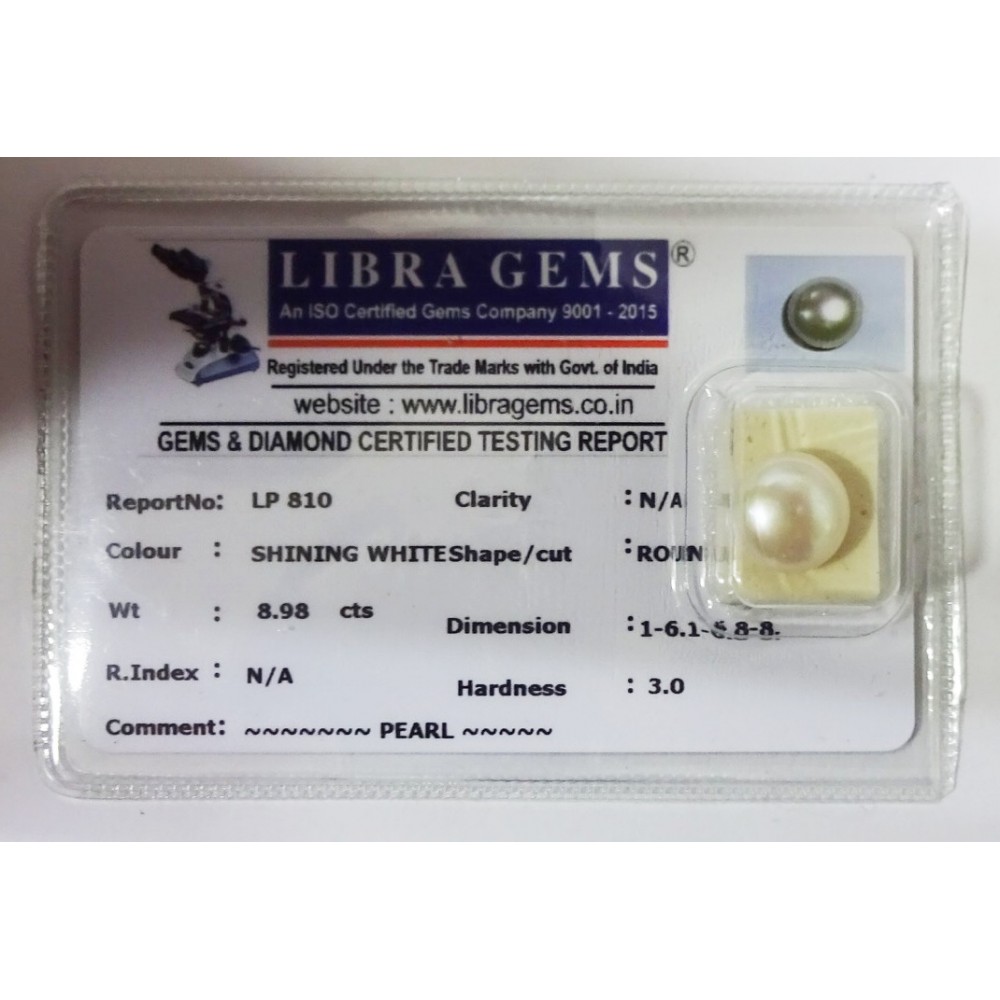 LIBRA GEMS ®
An ISO Certified Gems Company 9001 - 2015
Registered Under the Trade Marks with Govt. of India
website : www.libragems.co.in
GEMS & DIAMOND CERTIFIED TESTING REPORT
ReportNo: LP 810 Clarity : N/A
Colour : SHINING WHITE Shape/cut :
Wt : 8.98 cts Dimension :
R.Index : N/A Hardness : 3.0
Comment: ~~~~~~~ PEARL ~~~~~